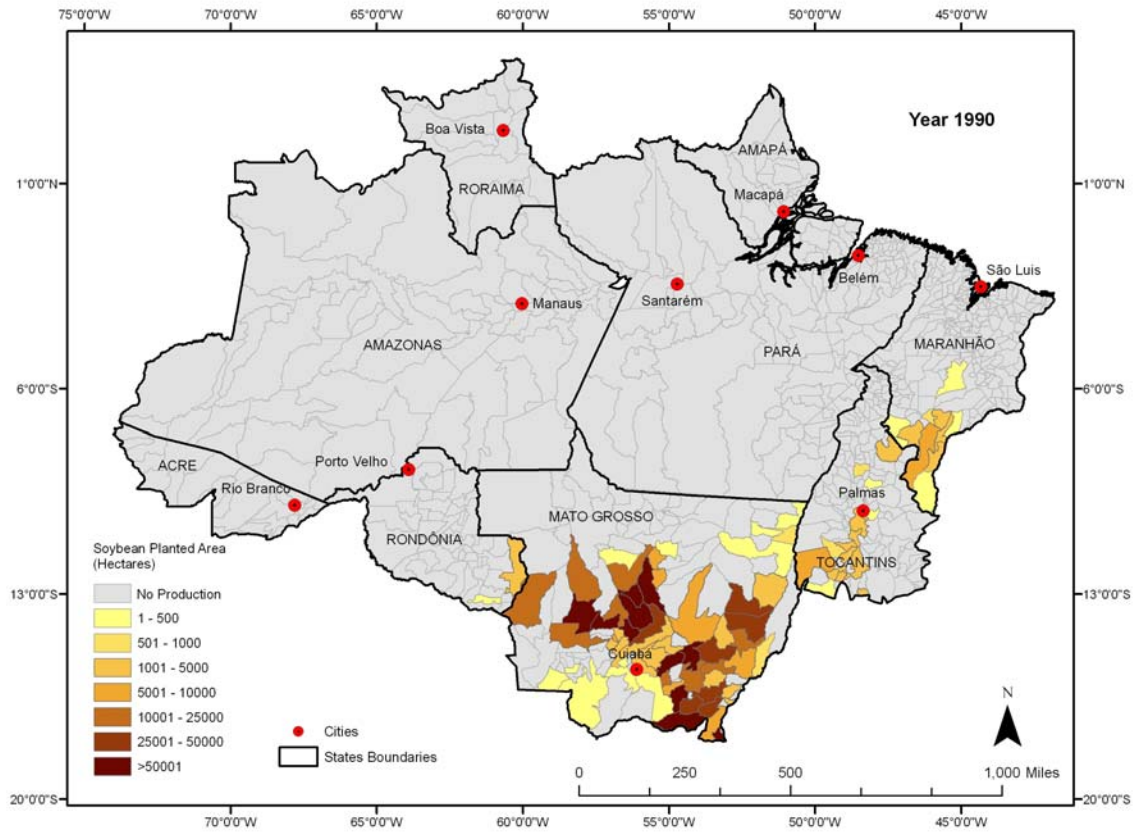 75°0'0"W 70°0'0"W 65°0'0"W 60°0'0"W 55°0'0"W 50°0'0"W 45°0'0"W
Year 1990
Boa Vista
AMAPÁ
1°0'0"N 1°0'0"N
RORAIMA
Macapá
Belém
São Luis
Santarém
Manaus
AMAZONAS
PARÁ
MARANHÃO
6°0'0"S 6°0'0"S
ACRE
Porto Velho
Rio Branco
Palmas
MATO GROSSO
RONDÔNIA
TOCANTINS
13°0'0"S 13°0'0"S
Cuiabá
Soybean Planted Area
(Hectares)
No Production
1 - 500
501 - 1000
1001 - 5000
5001 - 10000
10001 - 25000
25001 - 50000
>50001
Cities
States Boundaries
N
0 250 500 1,000 Miles
20°0'0"S 20°0'0"S
70°0'0"W 65°0'0"W 60°0'0"W 55°0'0"W 50°0'0"W 45°0'0"W